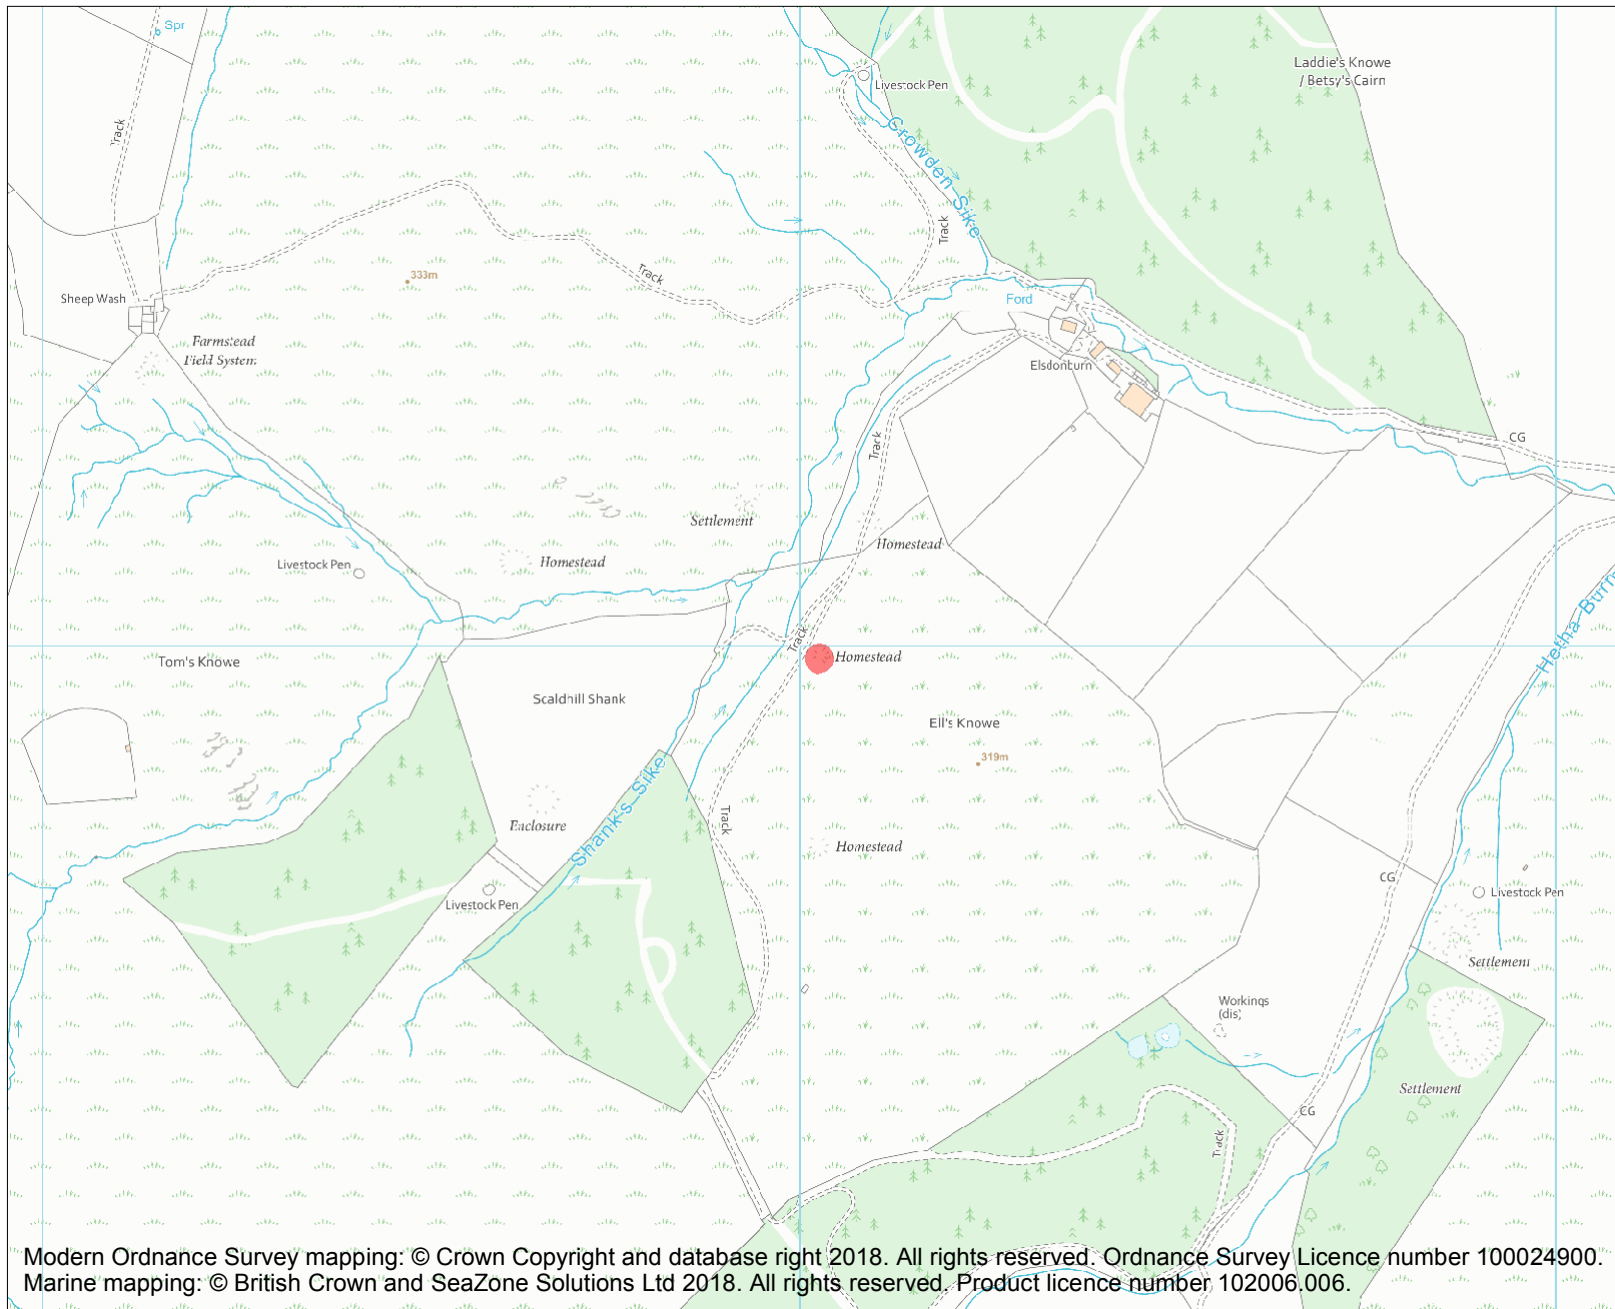 Spr
Laddie's Knowe
/ Betsy's Cairn
Livestock Pen
Track
Crowden Sike
Track
Track
333m
Sheep Wash
Ford
Farmstead
Field System
Elsdonburn
Track
CG
Settlement
Homestead
Homestead
Livestock Pen
Hetha Burn
Track
Homestead
Tom's Knowe
Scaldhill Shank
Ell's Knowe
319m
Shank's Sike
Enclosure
Track
Homestead
CG
Livestock Pen
Livestock Pen
Settlement
Workings
(dis)
Settlement
CG
Track
Modern Ordnance Survey mapping: © Crown Copyright and database right 2018. All rights reserved. Ordnance Survey Licence number 100024900.
Marine mapping: © British Crown and SeaZone Solutions Ltd 2018. All rights reserved. Product licence number 102006.006.